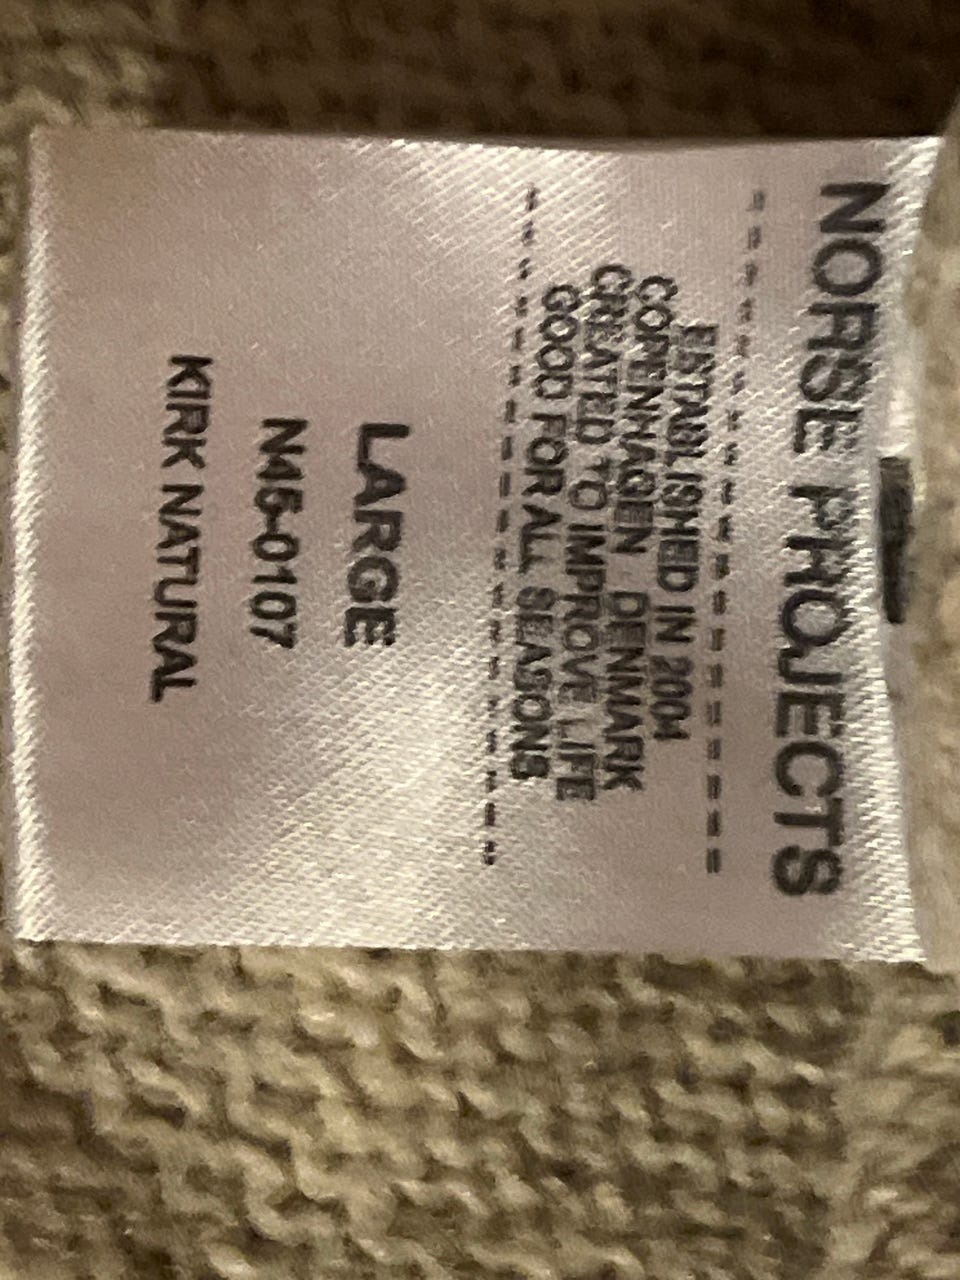 NORSE PROJECTS
ESTABLISHED IN 2004
COPENHAGEN DENMARK
CREATED TO IMPROVE LIFE
GOOD FOR ALL SEASONS
LARGE
N45-0107
KIRK NATURAL